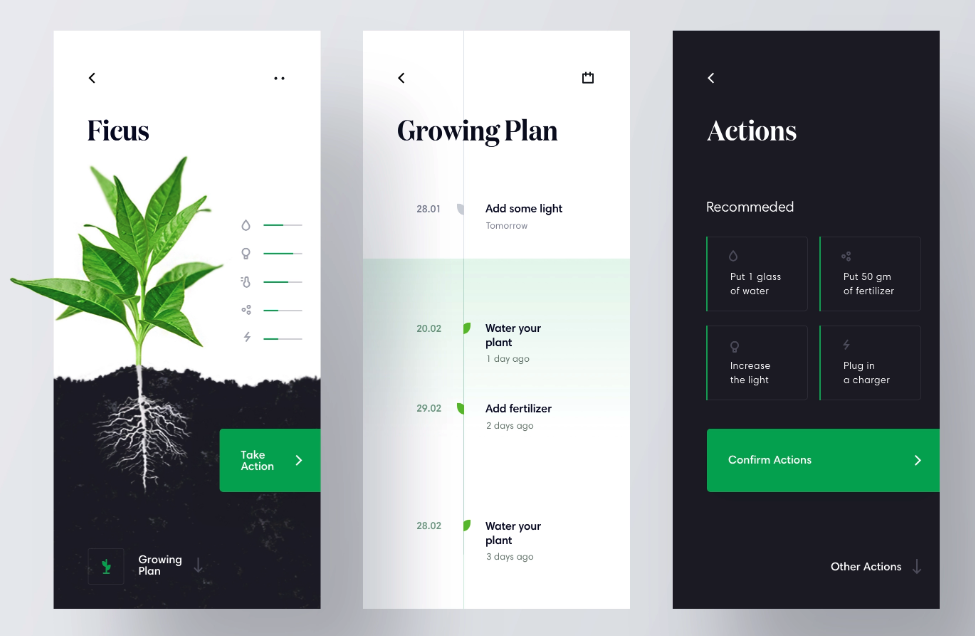 Ficus
Take
Action
Growing
Plan
Growing Plan
28.01
Add some light
Tomorrow
20.02
Water your
plant
1 day ago
29.02
Add fertilizer
2 days ago
28.02
Water your
plant
3 days ago
Actions
Recommeded
Put 1 glass
of water
Put 50 gm
of fertilizer
Increase
the light
Plug in
a charger
Confirm Actions
Other Actions